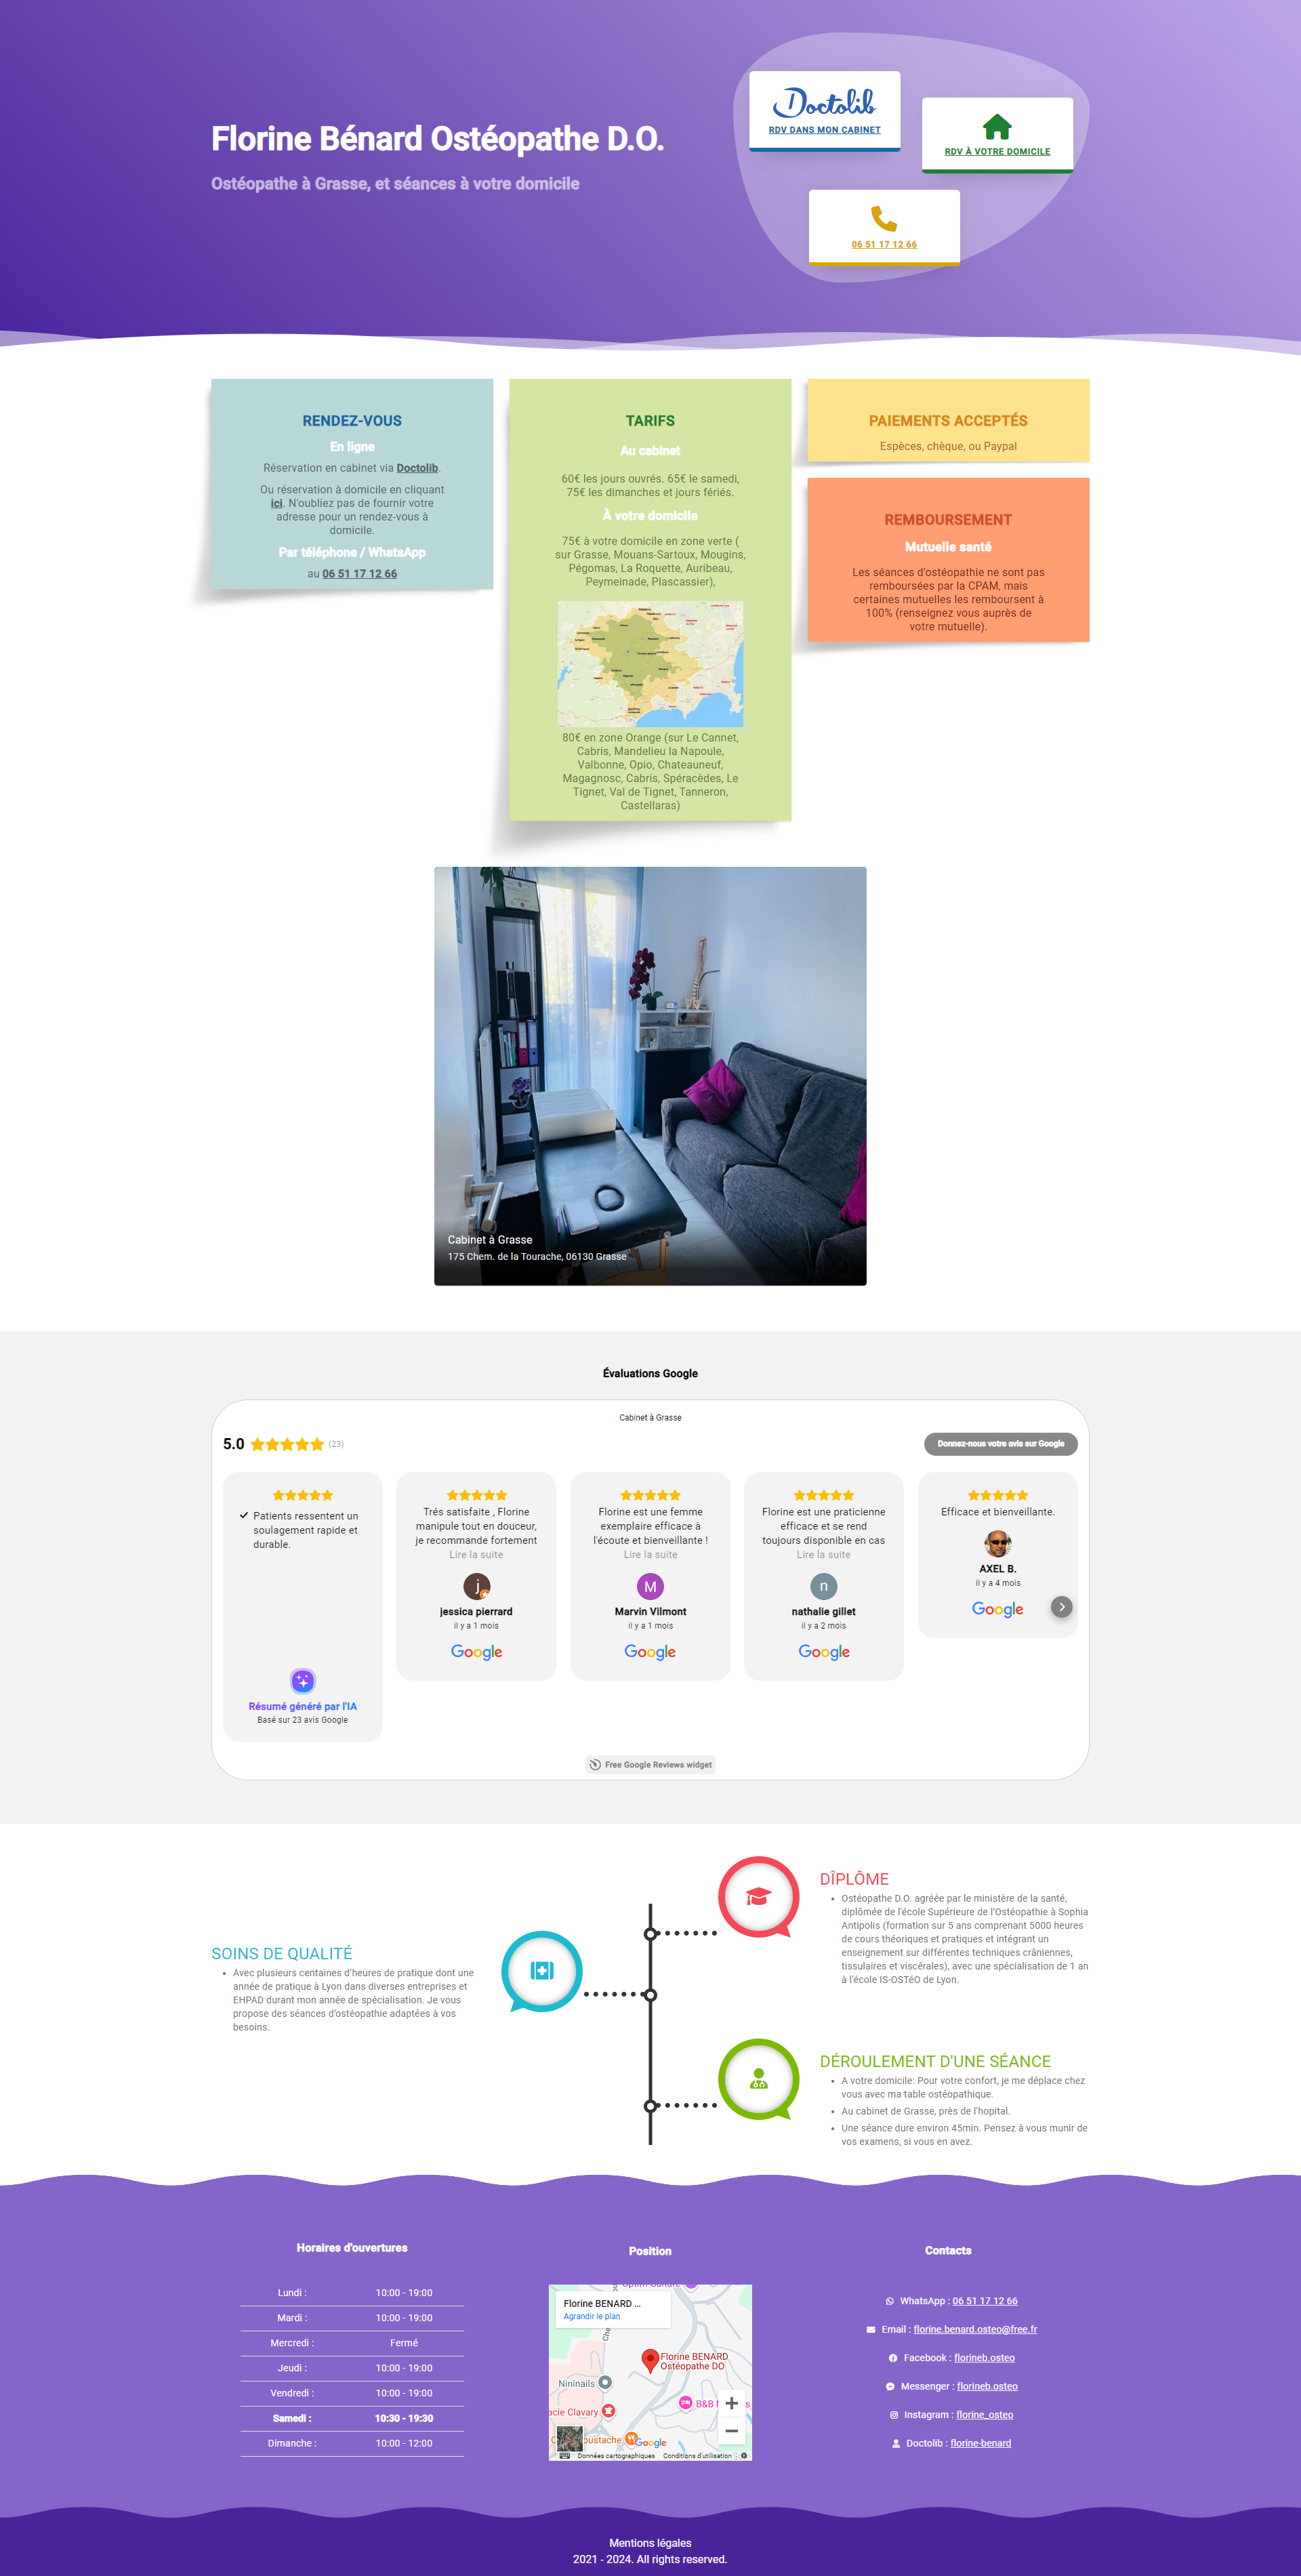 Florine Bénard Ostéopathe D.O.
Ostéopathe à Grasse, et séances à votre domicile
Doctolib
RDV DANS MON CABINET
RDV À VOTRE DOMICILE
06 51 17 12 66
RENDEZ-VOUS
En ligne
Réservation en cabinet via Doctolib.
Ou réservation à domicile en cliquant
ici. N'oubliez pas de fournir votre
adresse pour un rendez-vous à
domicile.
Par téléphone / WhatsApp
au 06 51 17 12 66
TARIFS
Au cabinet
60€ les jours ouvrés. 65€ le samedi,
75€ les dimanches et jours fériés.
À votre domicile
75€ à votre domicile en zone verte (
sur Grasse, Mouans-Sartoux, Mougins,
Pégomas, La Roquette, Auribeau,
Peymeinade, Plascassier),
80€ en zone Orange (sur Le Cannet,
Cabris, Mandelieu la Napoule,
Valbonne, Opio, Chateauneuf,
Magagnosc, Cabris, Spéracèdes, Le
Tignet, Val de Tignet, Tanneron,
Castellaras)
PAIEMENTS ACCEPTÉS
Espèces, chèque, ou Paypal
REMBOURSEMENT
Mutuelle santé
Les séances d'ostéopathie ne sont pas
remboursées par la CPAM, mais
certaines mutuelles les remboursent à
100% (renseignez vous auprès de
votre mutuelle).
Cabinet à Grasse
175 Chem. de la Tourache, 06130 Grasse
Évaluations Google
Cabinet à Grasse
5.0 (23)
Donnez-nous votre avis sur Google
Patients ressentent un
soulagement rapide et
durable.
Résumé généré par l'IA
Basé sur 23 avis Google
Trés satisfaite , Florine
manipule tout en douceur,
je recommande fortement
Lire la suite
j
jessica pierrard
il y a 1 mois
Google
Florine est une femme
exemplaire efficace à
l'écoute et bienveillante !
Lire la suite
M
Marvin Vilmont
il y a 1 mois
Google
Florine est une praticienne
efficace et se rend
toujours disponible en cas
Lire la suite
n
nathalie gillet
il y a 2 mois
Google
Efficace et bienveillante.
AXEL B.
il y a 4 mois
Google
Free Google Reviews widget
DÎPLÔME
Ostéopathe D.O. agréée par le ministère de la santé,
diplômée de l'école Supérieure de l'Ostéopathie à Sophia
Antipolis (formation sur 5 ans comprenant 5000 heures
de cours théoriques et pratiques et intégrant un
enseignement sur différentes techniques crâniennes,
tissulaires et viscérales), avec une spécialisation de 1 an
à l'école IS-OSTéO de Lyon.
SOINS DE QUALITÉ
Avec plusieurs centaines d'heures de pratique dont une
année de pratique à Lyon dans diverses entreprises et
EHPAD durant mon année de spécialisation. Je vous
propose des séances d'ostéopathie adaptées à vos
besoins.
DÉROULEMENT D'UNE SÉANCE
A votre domicile: Pour votre confort, je me déplace chez
vous avec ma table ostéopathique.
Au cabinet de Grasse, près de l'hopital.
Une séance dure environ 45min. Pensez à vous munir de
vos examens, si vous en avez.
Horaires d'ouvertures
Lundi : 10:00 - 19:00
Mardi : 10:00 - 19:00
Mercredi : Fermé
Jeudi : 10:00 - 19:00
Vendredi : 10:00 - 19:00
Samedi : 10:30 - 19:30
Dimanche : 10:00 - 12:00
Position
Florine BENARD ...
Agrandir le plan
Che
Florine BENARD
Ostéopathe DO
Nininails
B&B
acie Clavary
oustache
Google
Données cartographiques
Conditions d'utilisation
Contacts
WhatsApp : 06 51 17 12 66
Email : florine.benard.osteo@free.fr
Facebook : florineb.osteo
Messenger : florineb.osteo
Instagram : florine_osteo
Doctolib : florine-benard
Mentions légales
2021 - 2024. All rights reserved.